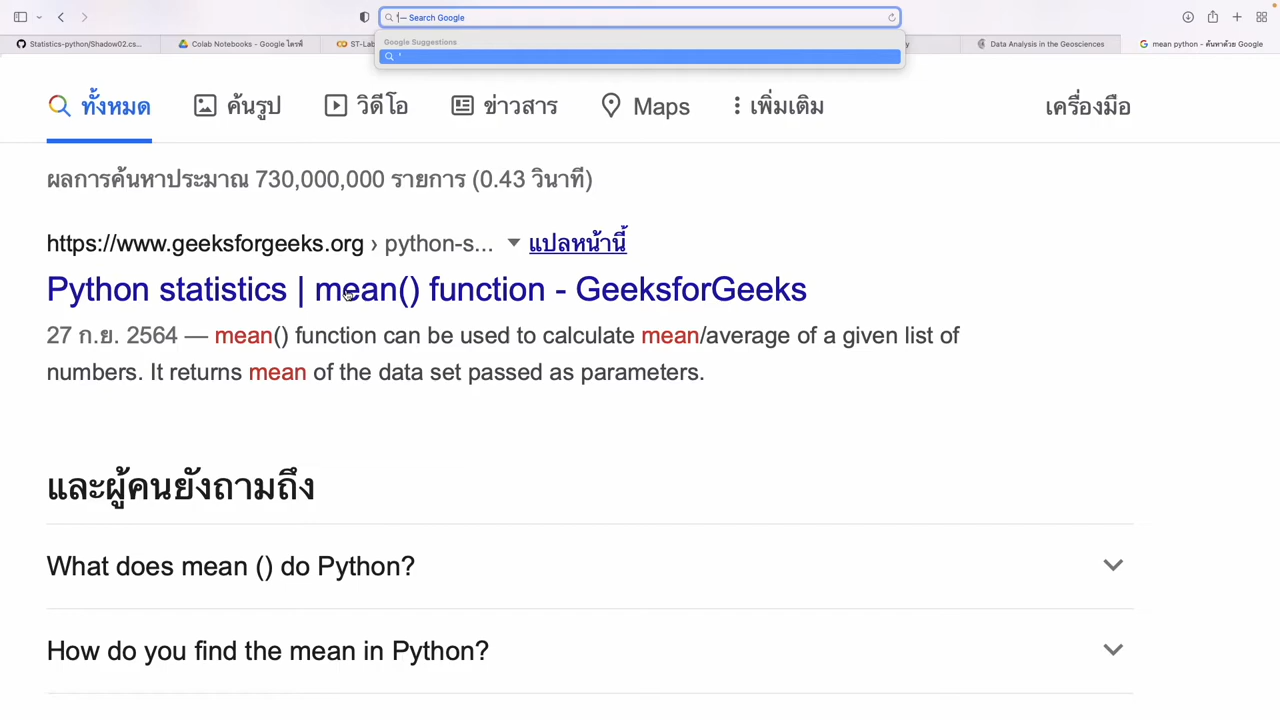 '— Search Google
Google Suggestions
'
Statistics-python/Shadow02.cs...
Colab Notebooks - Google ไดรฟ์
ST-Lab
Data Analysis in the Geosciences
mean python - ค้นหาด้วย Google
ทั้งหมด
ค้นรูป
วิดีโอ
ข่าวสาร
Maps
เพิ่มเติม
เครื่องมือ
ผลการค้นหาประมาณ 730,000,000 รายการ (0.43 วินาที)
https://www.geeksforgeeks.org › python-s... แปลหน้านี้
Python statistics | mean() function - GeeksforGeeks
27 ก.ย. 2564 — mean() function can be used to calculate mean/average of a given list of
numbers. It returns mean of the data set passed as parameters.
และผู้คนยังถามถึง
What does mean () do Python?
How do you find the mean in Python?